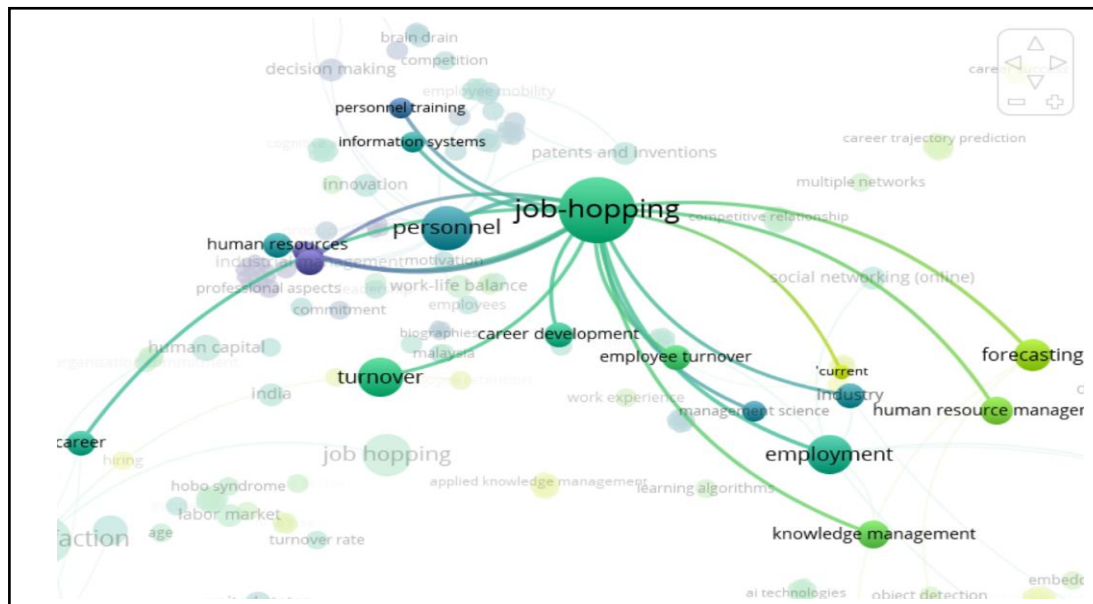 brain drain
competition
decision making
employee mobility
personnel training
information systems
patents and inventions
career trajectory prediction
innovation
multiple networks
job-hopping
competitive relationship
personnel
human resources
industrial management
motivation
social networking (online)
professional aspects
work-life balance
commitment
employees
biographies
career development
malaysia
employee turnover
human capital
forecasting
turnover
'current
india
industry
work experience
management science
human resource manager
career
hiring
job hopping
employment
hobo syndrome
applied knowledge management
learning algorithms
labor market
age
turnover rate
knowledge management
faction
ai technologies
object detection
embedd